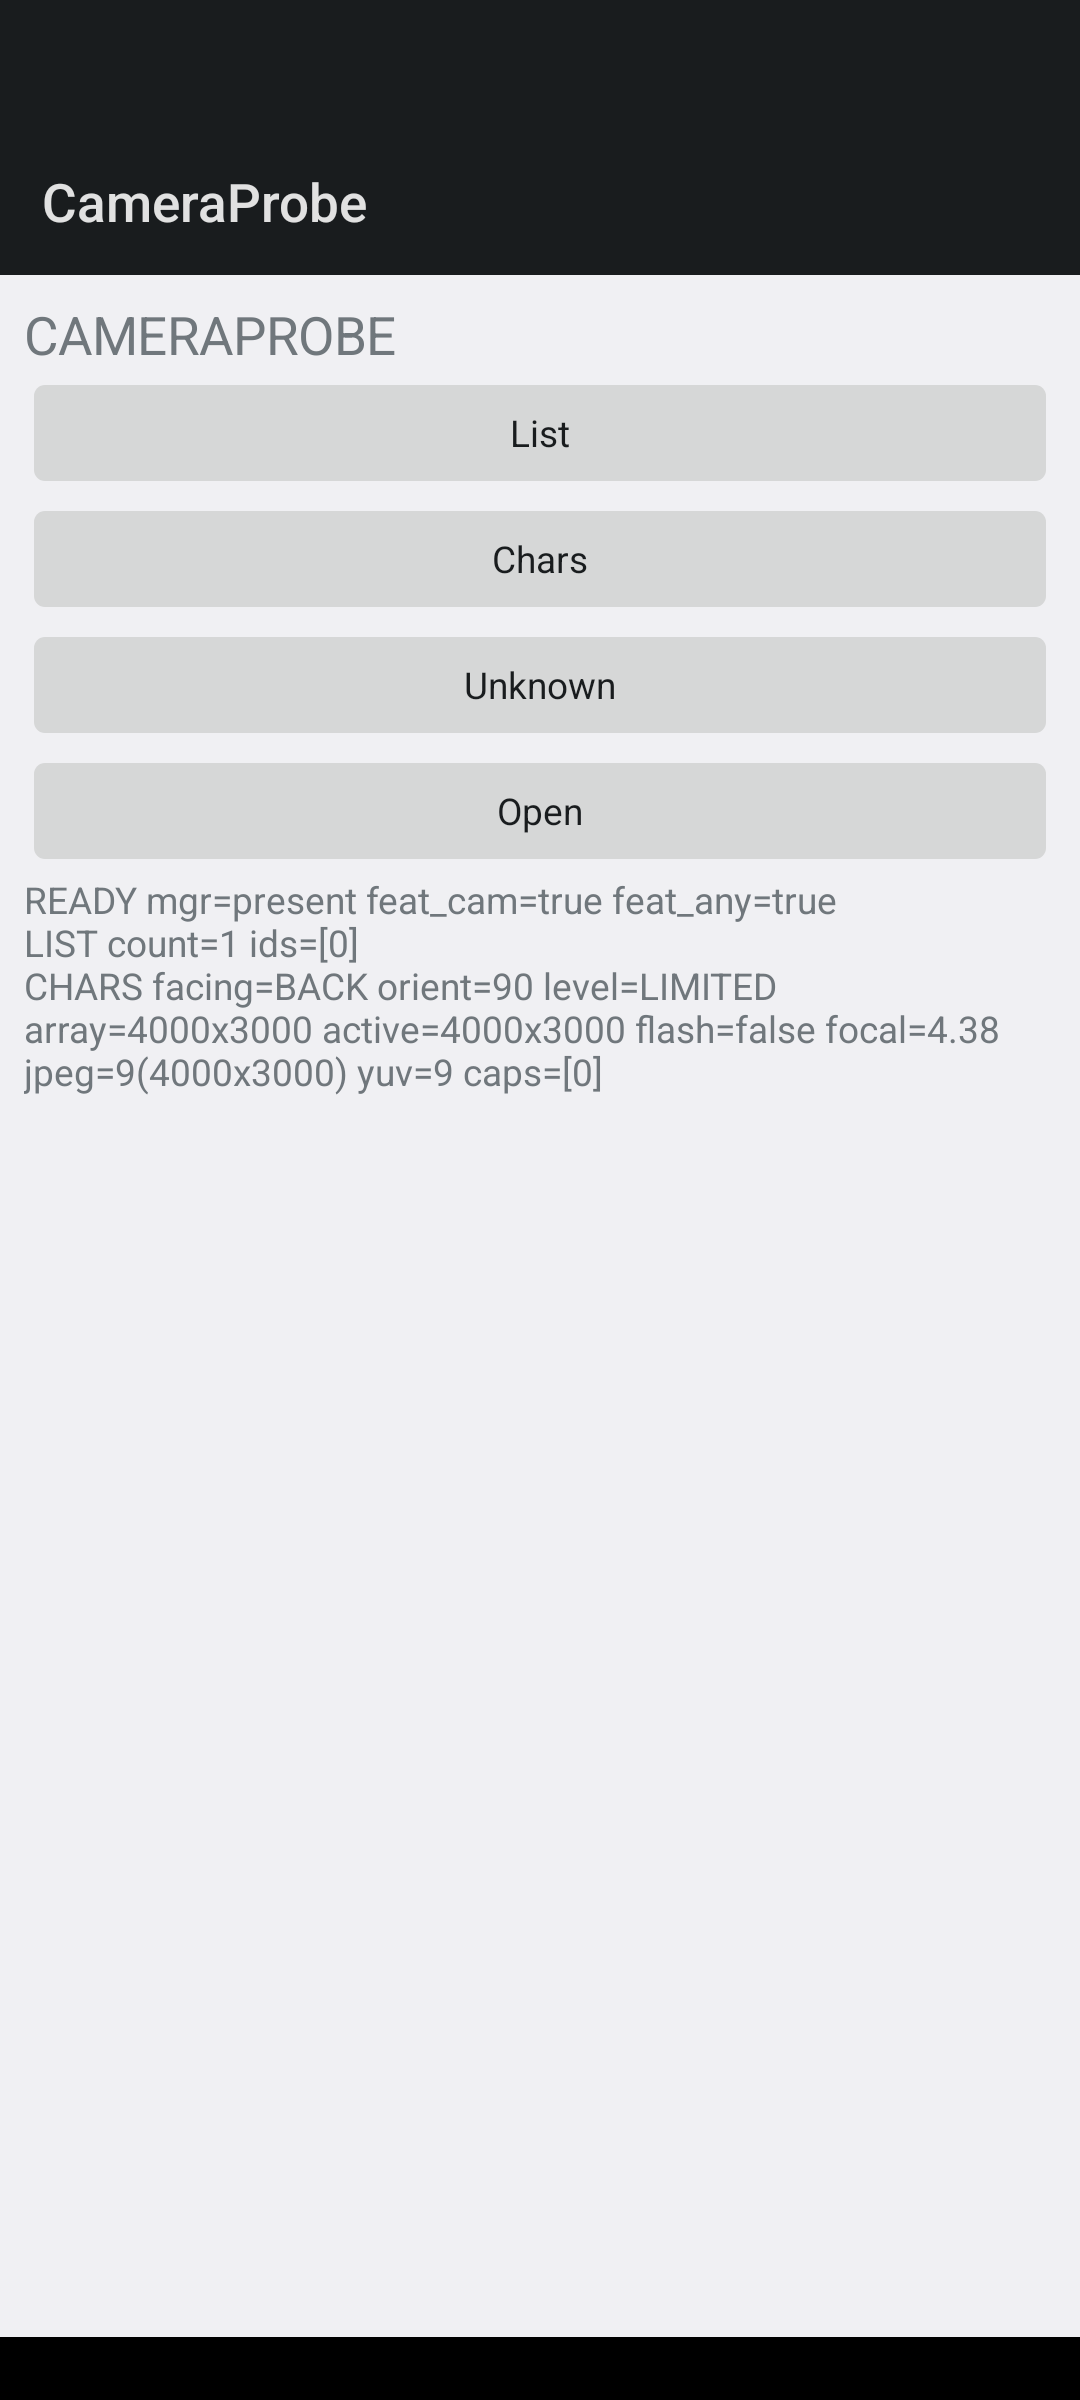 CameraProbe
CAMERAPROBE
List
Chars
Unknown
Open
READY mgr=present feat_cam=true feat_any=true
LIST count=1 ids=[0]
CHARS facing=BACK orient=90 level=LIMITED
array=4000x3000 active=4000x3000 flash=false focal=4.38
jpeg=9(4000x3000) yuv=9 caps=[0]